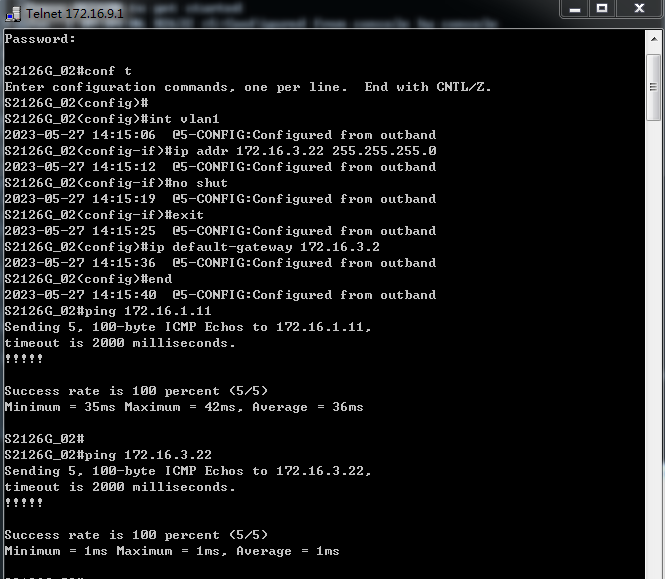 Telnet 172.16.9.1
Password:
S2126G_02#conf t
Enter configuration commands, one per line.  End with CNTL/Z.
S2126G_02(config)#
S2126G_02(config)#int vlan1
2023-05-27 14:15:06  @5-CONFIG:Configured from outband
S2126G_02(config-if)#ip addr 172.16.3.22 255.255.255.0
2023-05-27 14:15:12  @5-CONFIG:Configured from outband
S2126G_02(config-if)#no shut
2023-05-27 14:15:19  @5-CONFIG:Configured from outband
S2126G_02(config-if)#exit
2023-05-27 14:15:25  @5-CONFIG:Configured from outband
S2126G_02(config)#ip default-gateway 172.16.3.2
2023-05-27 14:15:36  @5-CONFIG:Configured from outband
S2126G_02(config)#end
2023-05-27 14:15:40  @5-CONFIG:Configured from outband
S2126G_02#ping 172.16.1.11
Sending 5, 100-byte ICMP Echos to 172.16.1.11,
timeout is 2000 milliseconds.
!!!!!
Success rate is 100 percent (5/5)
Minimum = 35ms Maximum = 42ms, Average = 36ms
S2126G_02#
S2126G_02#ping 172.16.3.22
Sending 5, 100-byte ICMP Echos to 172.16.3.22,
timeout is 2000 milliseconds.
!!!!!
Success rate is 100 percent (5/5)
Minimum = 1ms Maximum = 1ms, Average = 1ms